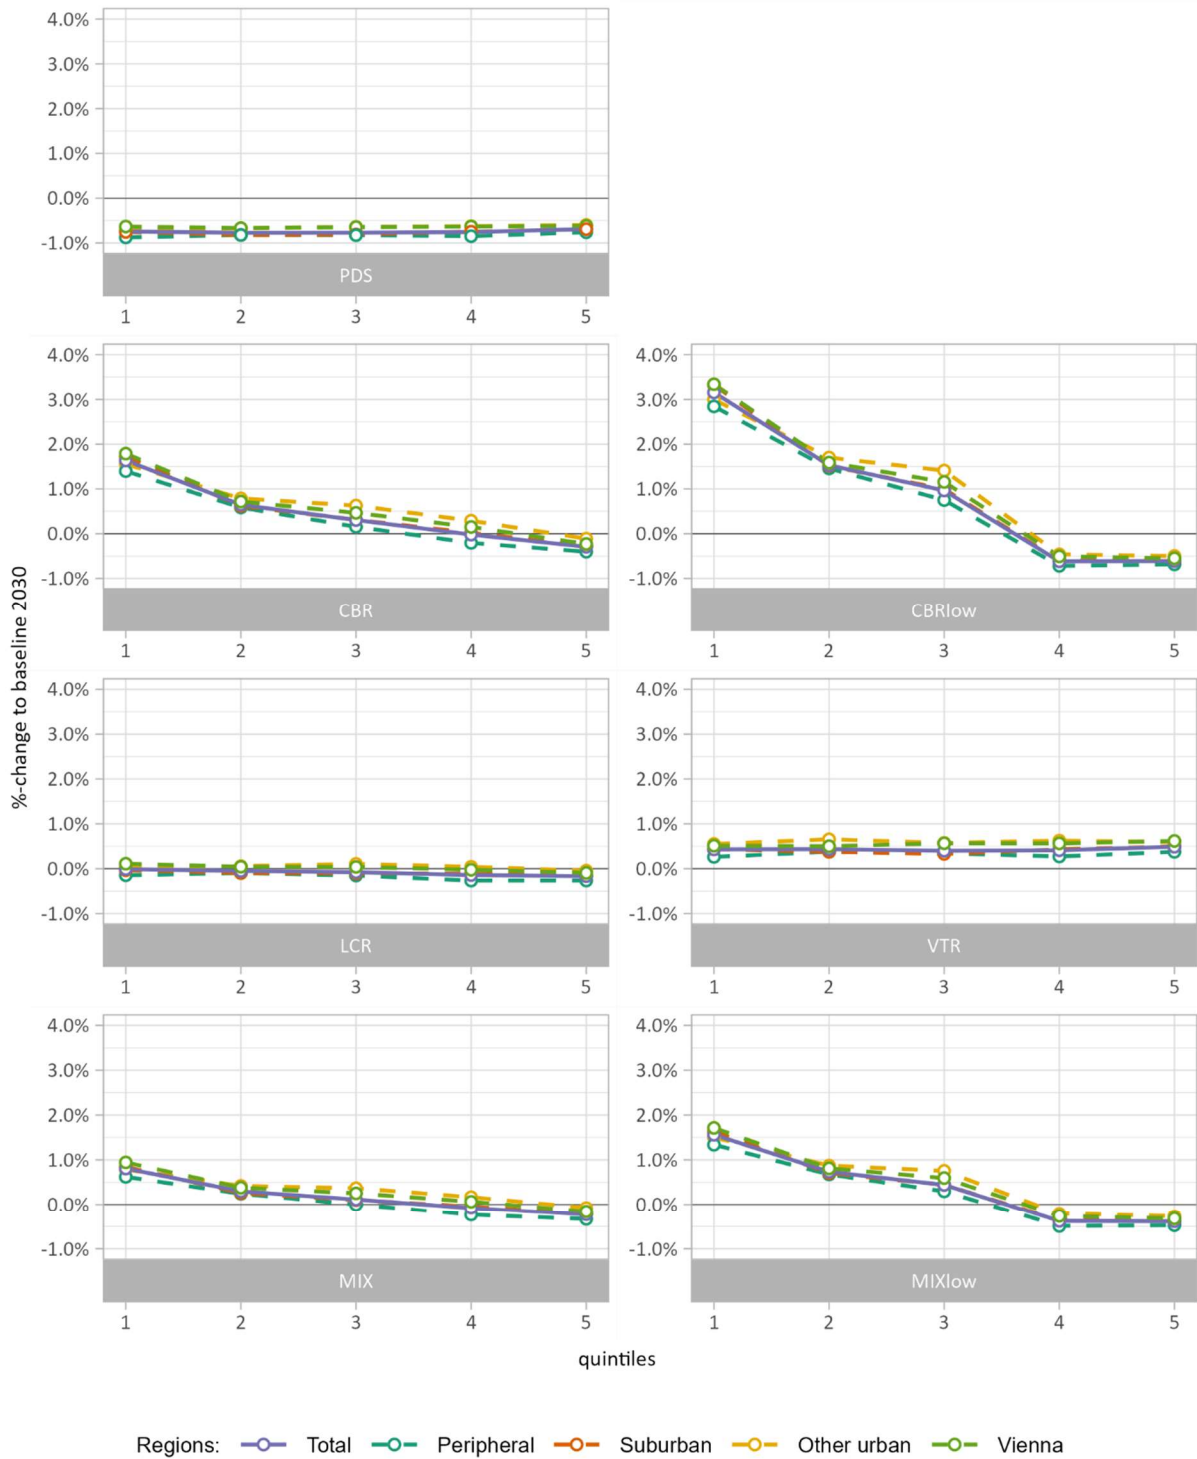 4.0%
3.0%
2.0%
1.0%
0.0%
-1.0%
PDS
1 2 3 4 5
4.0% 4.0%
3.0% 3.0%
2.0% 2.0%
1.0% 1.0%
0.0% 0.0%
-1.0% -1.0%
CBR CBRlow
1 2 3 4 5 1 2 3 4 5
%-change to baseline 2030
4.0% 4.0%
3.0% 3.0%
2.0% 2.0%
1.0% 1.0%
0.0% 0.0%
-1.0% -1.0%
LCR VTR
1 2 3 4 5 1 2 3 4 5
4.0% 4.0%
3.0% 3.0%
2.0% 2.0%
1.0% 1.0%
0.0% 0.0%
-1.0% -1.0%
MIX MIXlow
1 2 3 4 5 1 2 3 4 5
quintiles
Regions: Total Peripheral Suburban Other urban Vienna